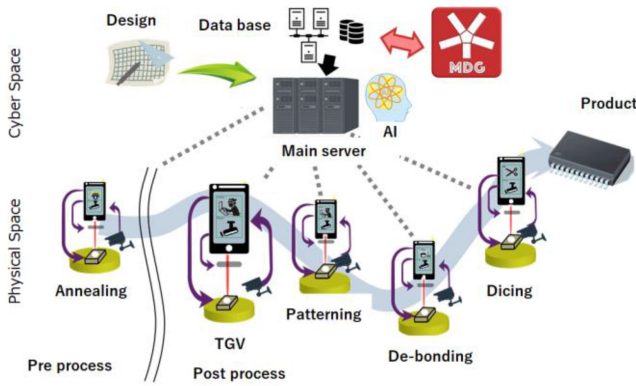 Design
Data base
MDG
Cyber Space
AI
Main server
Product
Physical Space
Annealing
TGV
Patterning
De-bonding
Dicing
Pre process
Post process